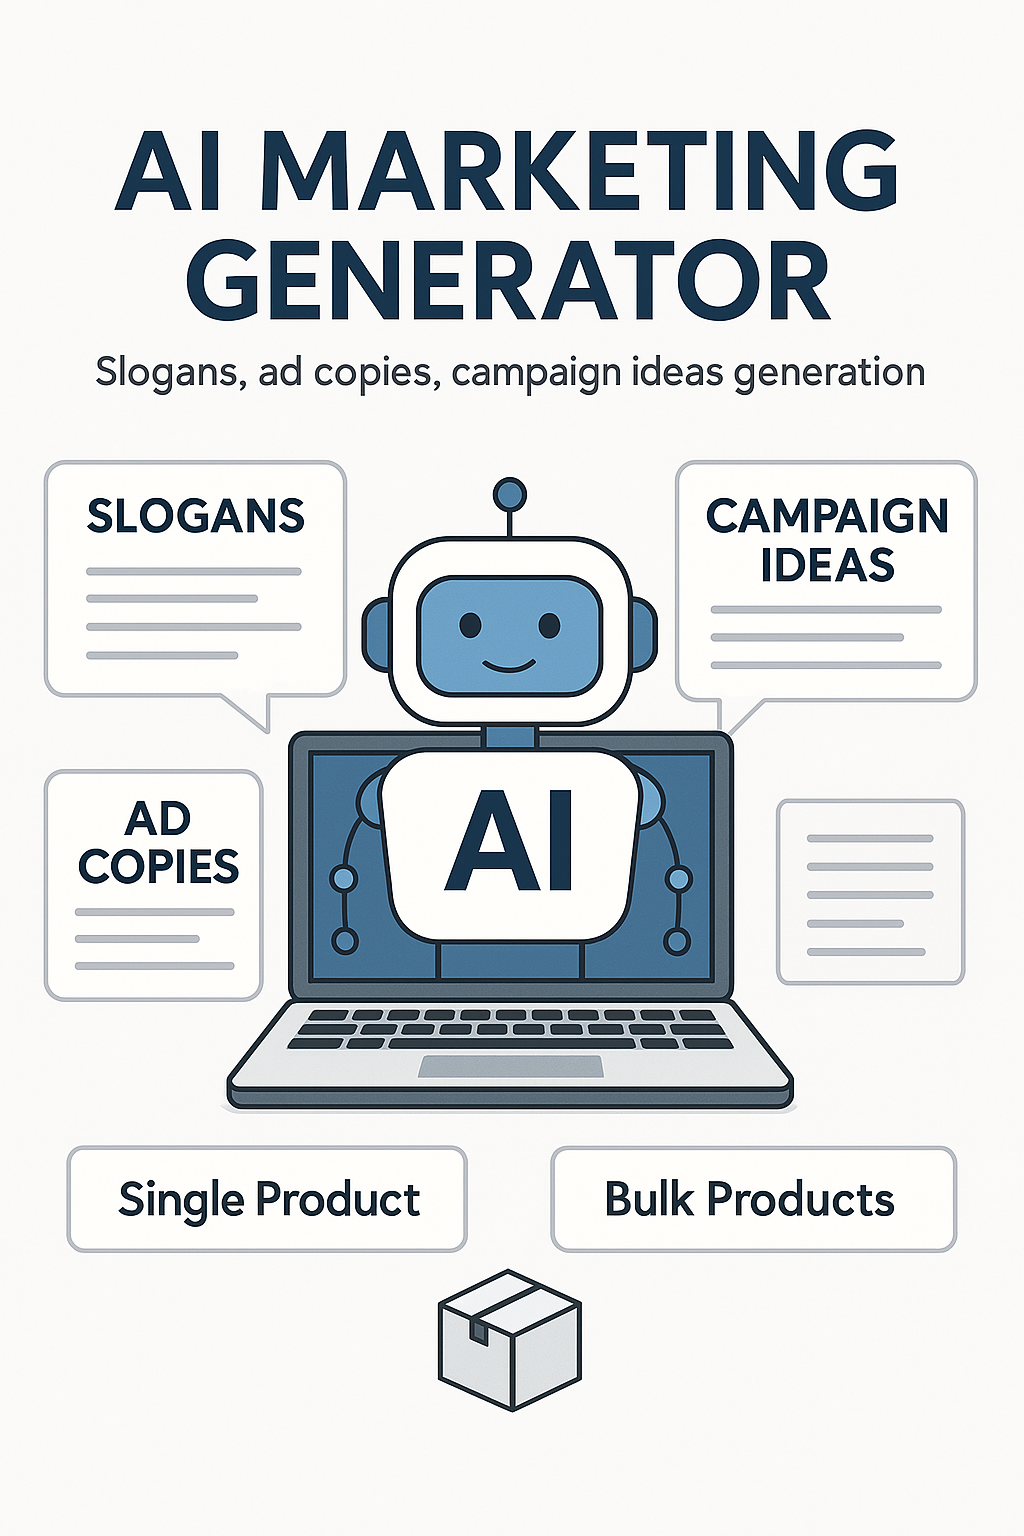 AI MARKETING
GENERATOR
Slogans, ad copies, campaign ideas generation
SLOGANS
CAMPAIGN
IDEAS
AD
COPIES
AI
Single Product
Bulk Products